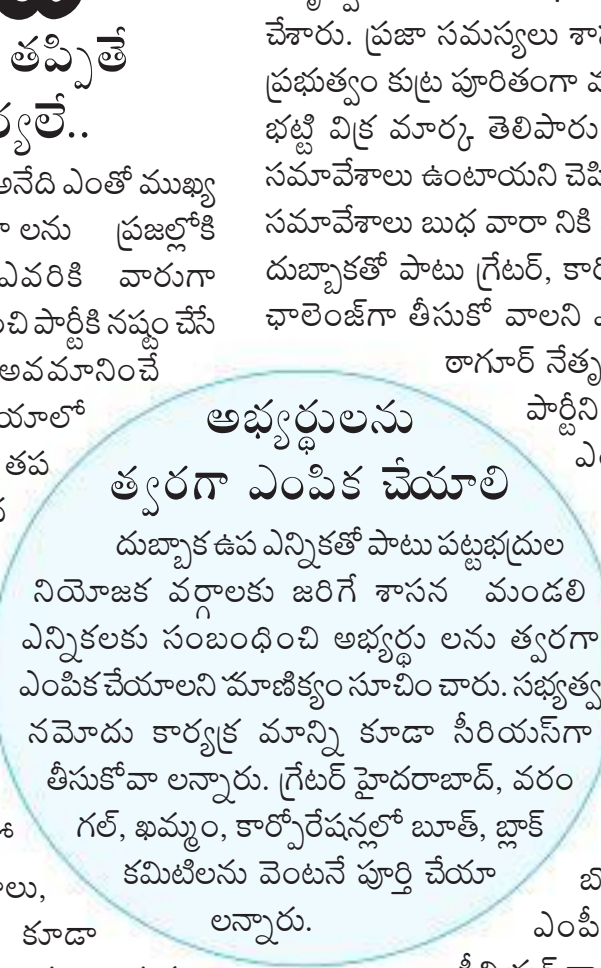 తప్పితే
అనేది ఎంతో ముఖ్య
లను ప్రజల్లోకి
ఎవరికి వారుగా
పార్టీకి నష్టం చేసే
అవమానించే
తప
కూడా
చేశారు. ప్రజా సమస్యలు
ప్రభుత్వం కుట్ర పూరితంగా
భట్టి విక్ర మార్క తెలిపారు
సమావేశాలు ఉంటాయని
సమావేశాలు బుధ వారా నికి
దుబ్బాకతో పాటు గ్రేటర్,
ఛాలెంజ్‌గా తీసుకో వాలని
ఠాగూర్
పార్టీని
అభ్యర్థులను
త్వరగా ఎంపిక చేయాలి
దుబ్బాక ఉప ఎన్నికతో పాటు పట్టభద్రుల
నియోజక వర్గాలకు జరిగే శాసన మండలి
ఎన్నికలకు సంబంధించి అభ్యర్థు లను త్వరగా
ఎంపిక చేయాలని మాణిక్యం సూచిం చారు. సభ్యత్వ
నమోదు కార్యక్ర మాన్ని కూడా సీరియస్‌గా
తీసుకోవా లన్నారు. గ్రేటర్ హైదరాబాద్, వరం
గల్, ఖమ్మం, కార్పోరేషన్లల్లో బూత్, బ్లాక్
కమిటిలను వెంటనే పూర్తి చేయా
లన్నారు.